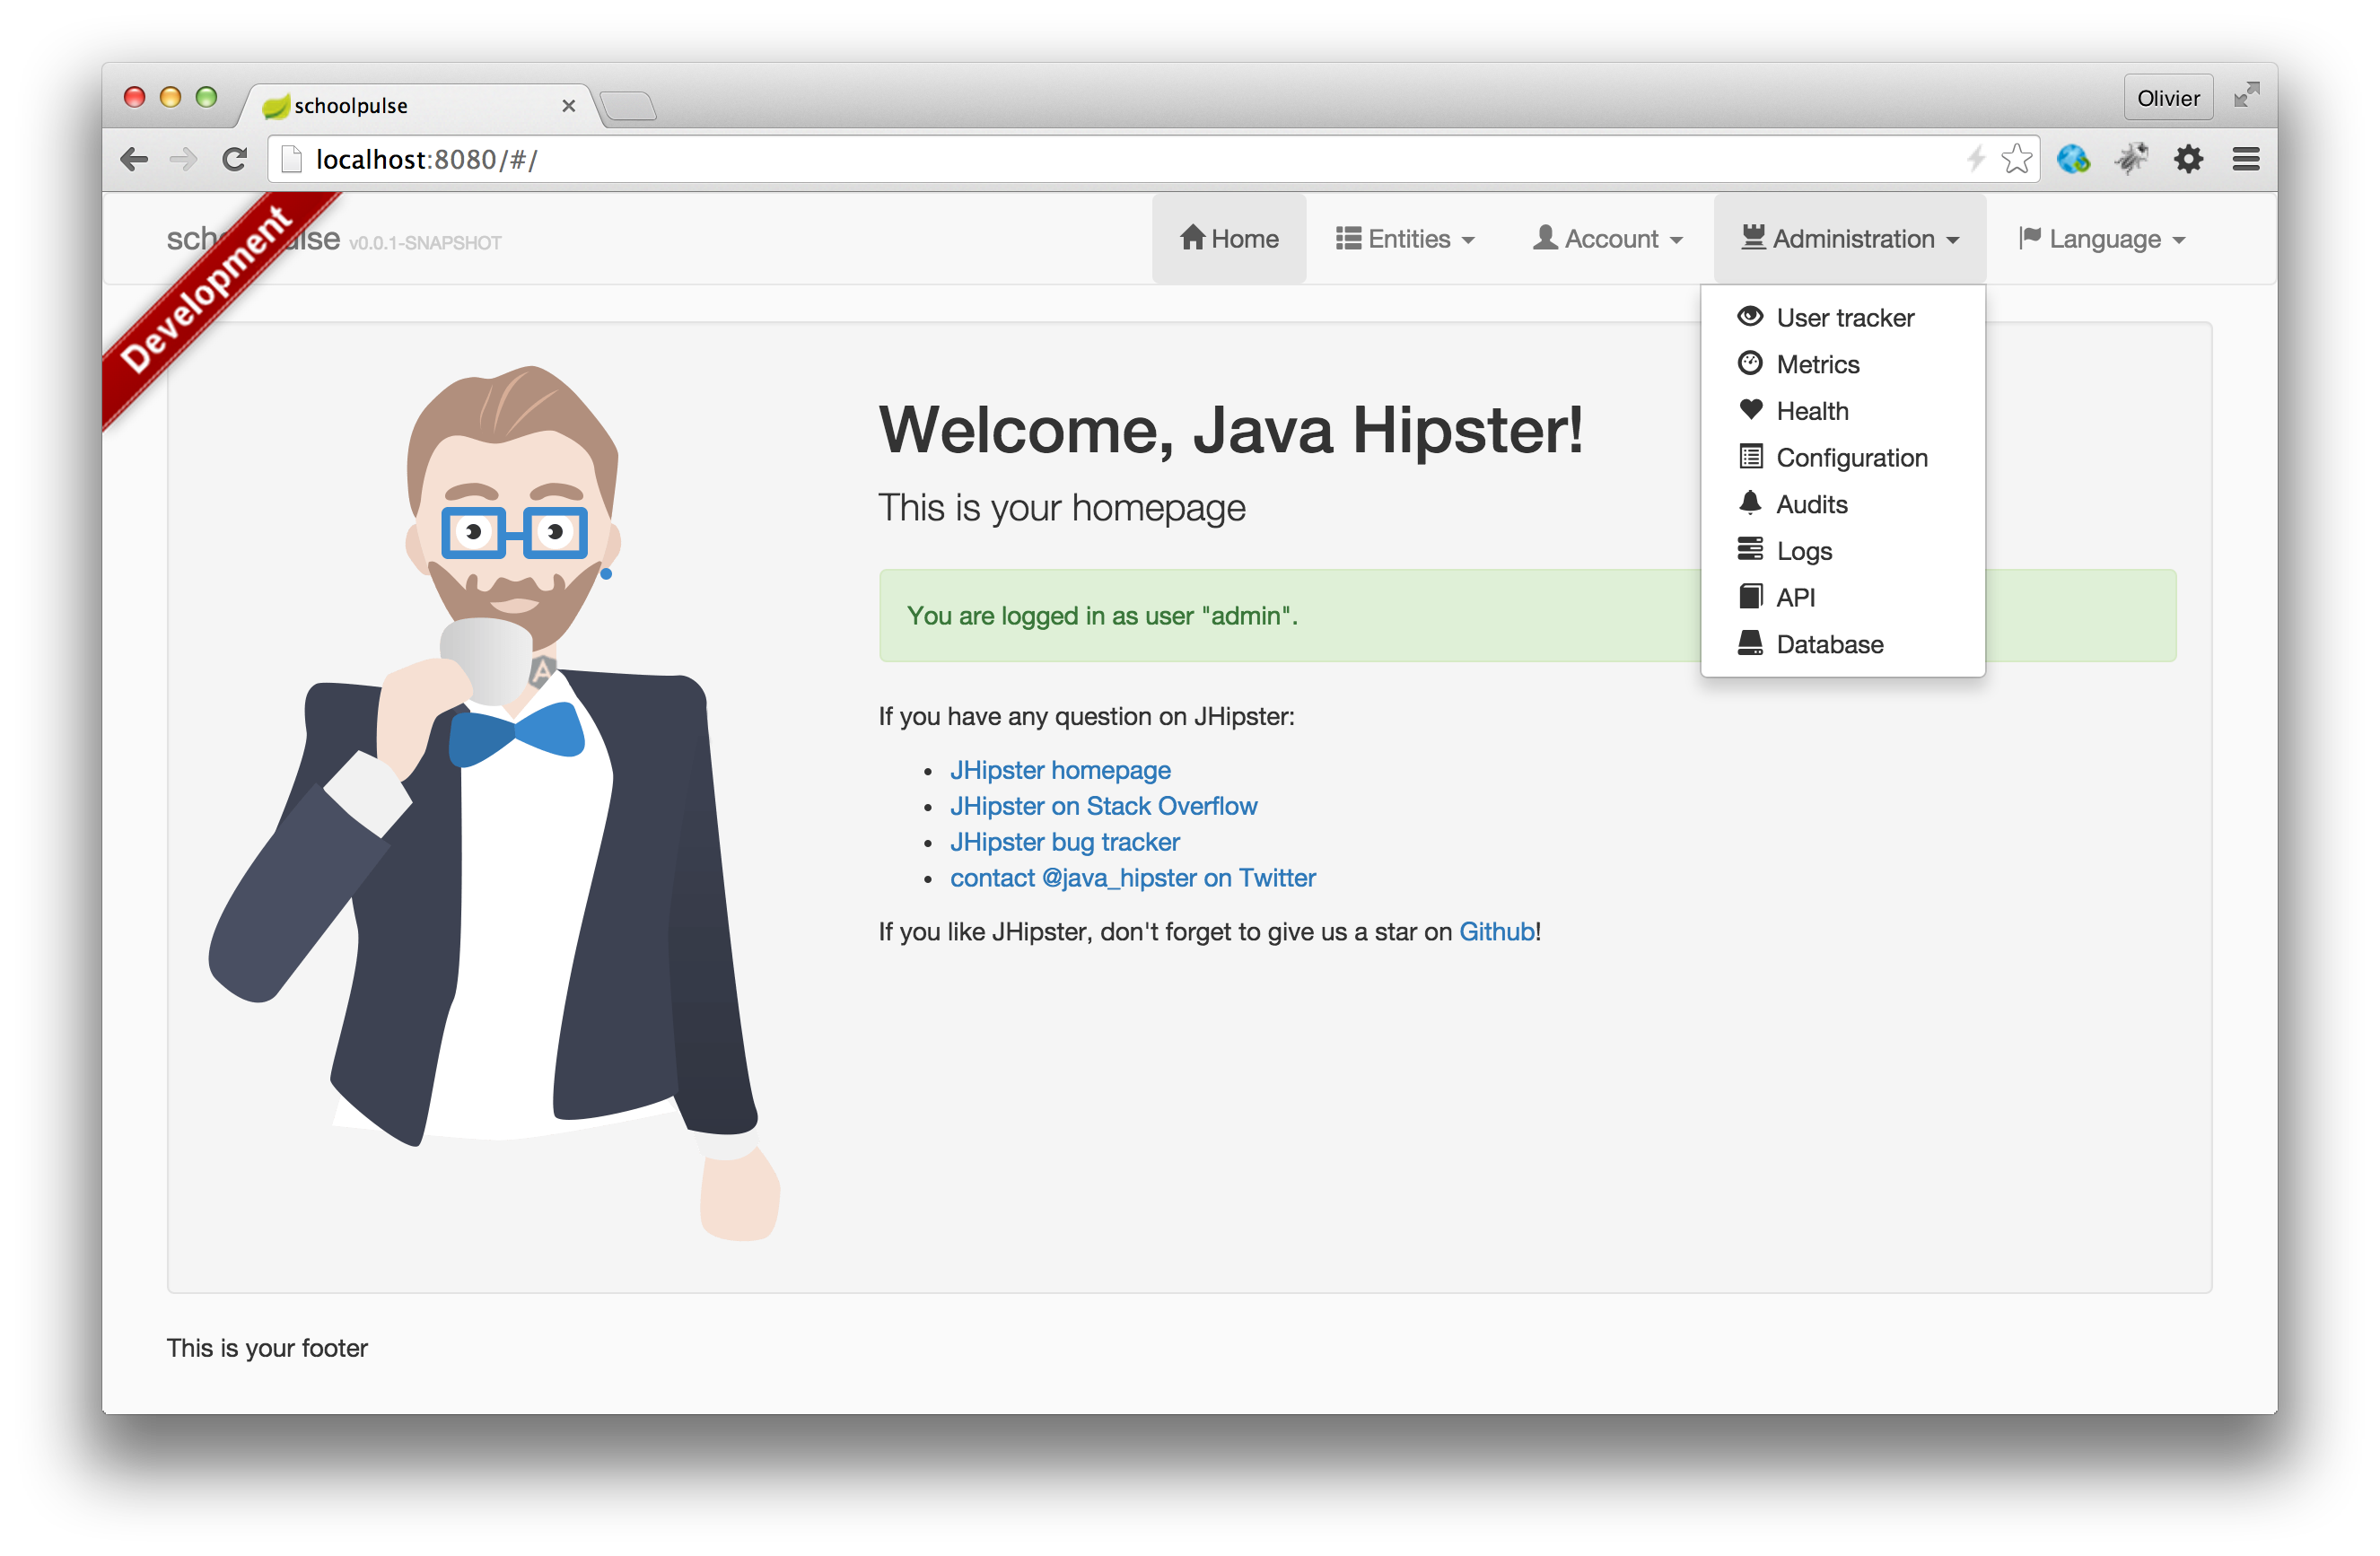 schoolpulse
Olivier
localhost:8080/#/
Development
v0.0.1-SNAPSHOT
Home
Entities
Account
Administration
Language
User tracker
Metrics
Health
Configuration
Audits
Logs
API
Database
Welcome, Java Hipster!
This is your homepage
You are logged in as user "admin".
If you have any question on JHipster:
JHipster homepage
JHipster on Stack Overflow
JHipster bug tracker
contact @java_hipster on Twitter
If you like JHipster, don't forget to give us a star on Github!
A
This is your footer